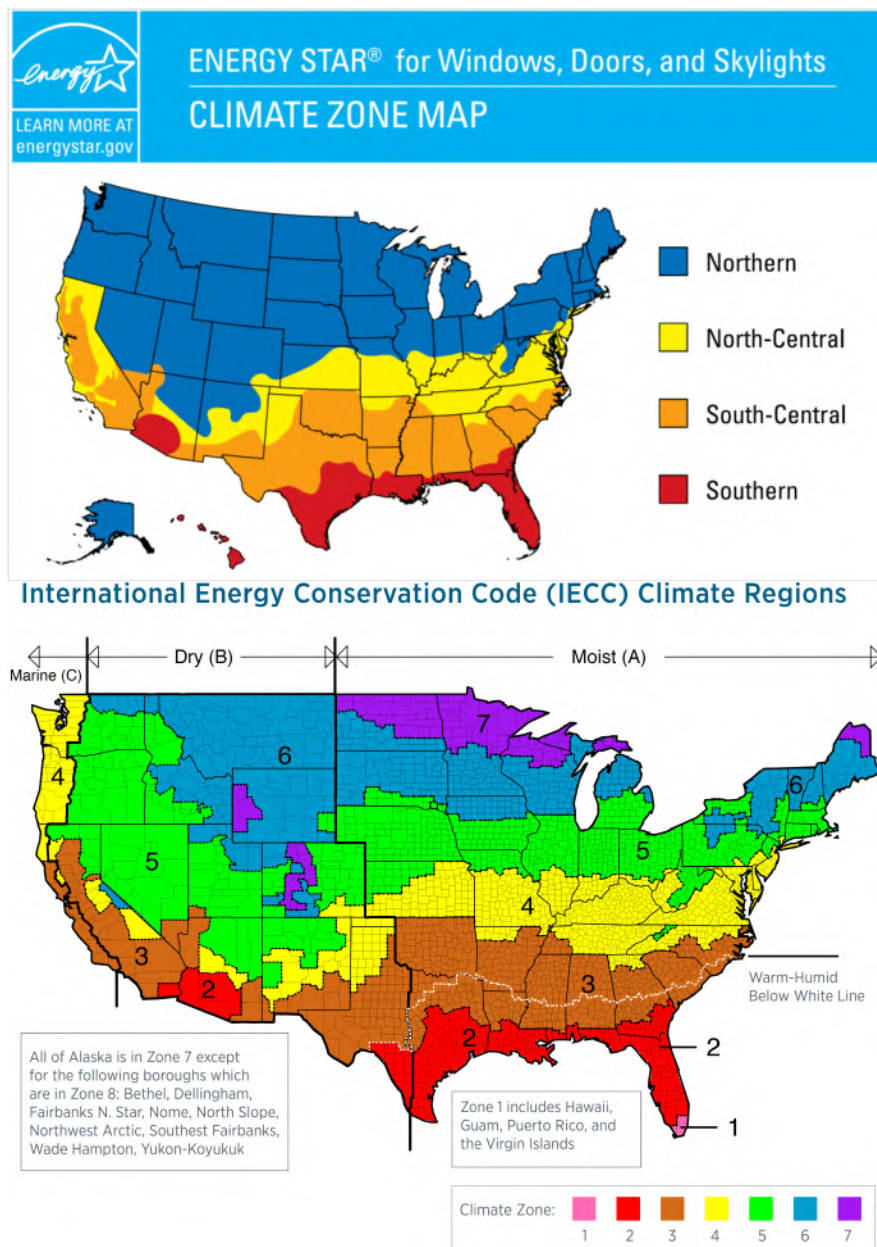 energy
LEARN MORE AT
energystar.gov
ENERGY STAR® for Windows, Doors, and Skylights
CLIMATE ZONE MAP
Northern
North-Central
South-Central
Southern
International Energy Conservation Code (IECC) Climate Regions
Marine (C)
Dry (B)
Moist (A)
7
6
6
4
5
5
4
3
3
2
2
2
1
Warm-Humid
Below White Line
All of Alaska is in Zone 7 except
for the following boroughs which
are in Zone 8: Bethel, Dellingham,
Fairbanks N. Star, Nome, North Slope,
Northwest Arctic, Southest Fairbanks,
Wade Hampton, Yukon-Koyukuk
Zone 1 includes Hawaii,
Guam, Puerto Rico, and
the Virgin Islands
Climate Zone:
1 2 3 4 5 6 7